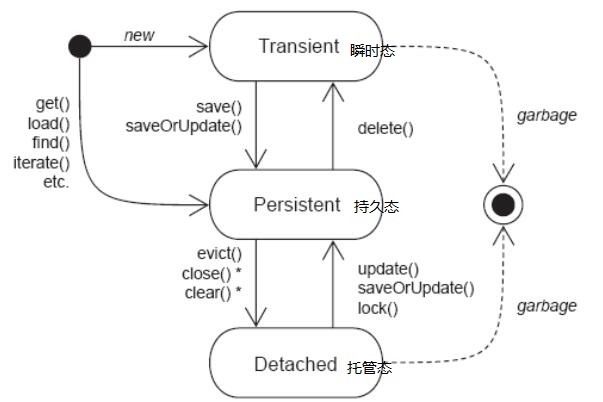 new
Transient 瞬时态
get()
load()
find()
iterate()
etc.
save()
saveOrUpdate()
delete()
garbage
Persistent 持久态
evict()
close() *
clear() *
update()
saveOrUpdate()
lock()
garbage
Detached 托管态